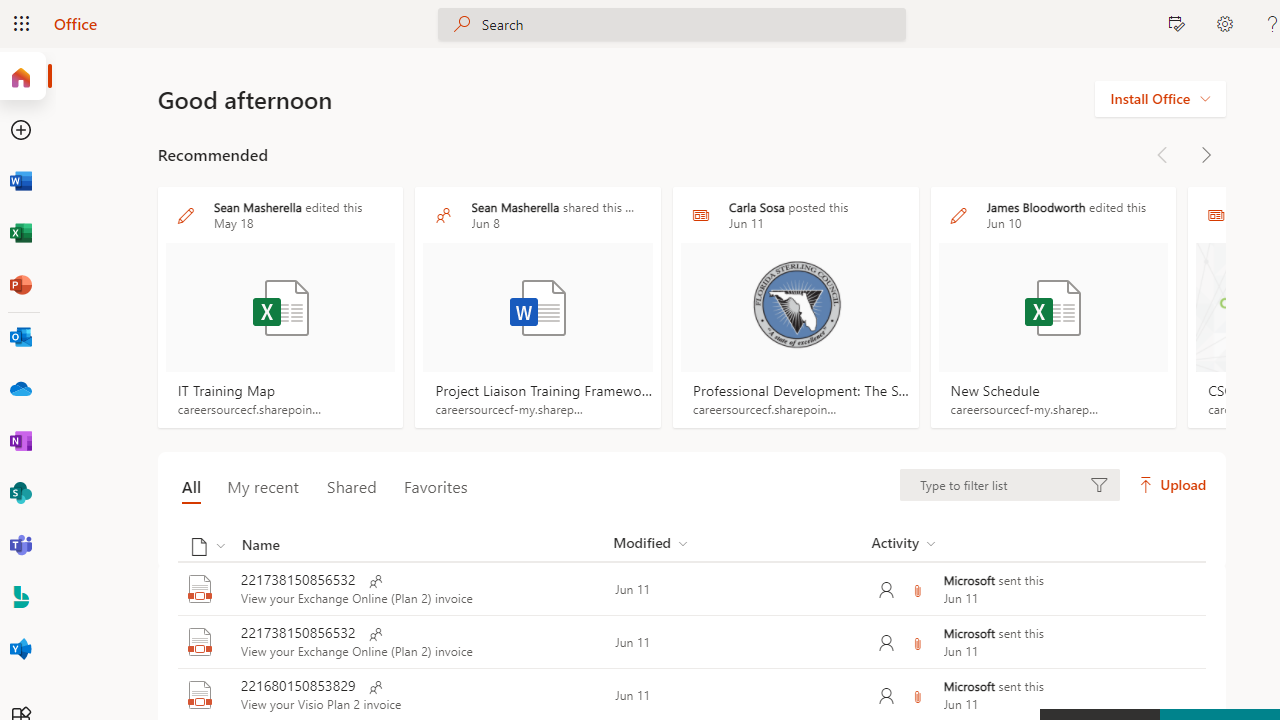 Office
Search
Good afternoon
Install Office
Recommended
Sean Masherella edited this
May 18
IT Training Map
careersourcecf.sharepoin...
Sean Masherella shared this ...
Jun 8
Project Liaison Training Framewo...
careersourcecf-my.sharep...
Carla Sosa posted this
Jun 11
FLORIDA STERLING COUNCIL
"A state of excellence"
Professional Development: The S...
careersourcecf.sharepoin...
James Bloodworth edited this
Jun 10
New Schedule
careersourcecf-my.sharep...
All
My recent
Shared
Favorites
Type to filter list
Upload
Name
Modified
Activity
221738150856532
View your Exchange Online (Plan 2) invoice
Jun 11
Microsoft sent this
Jun 11
221738150856532
View your Exchange Online (Plan 2) invoice
Jun 11
Microsoft sent this
Jun 11
221680150853829
View your Visio Plan 2 invoice
Jun 11
Microsoft sent this
Jun 11